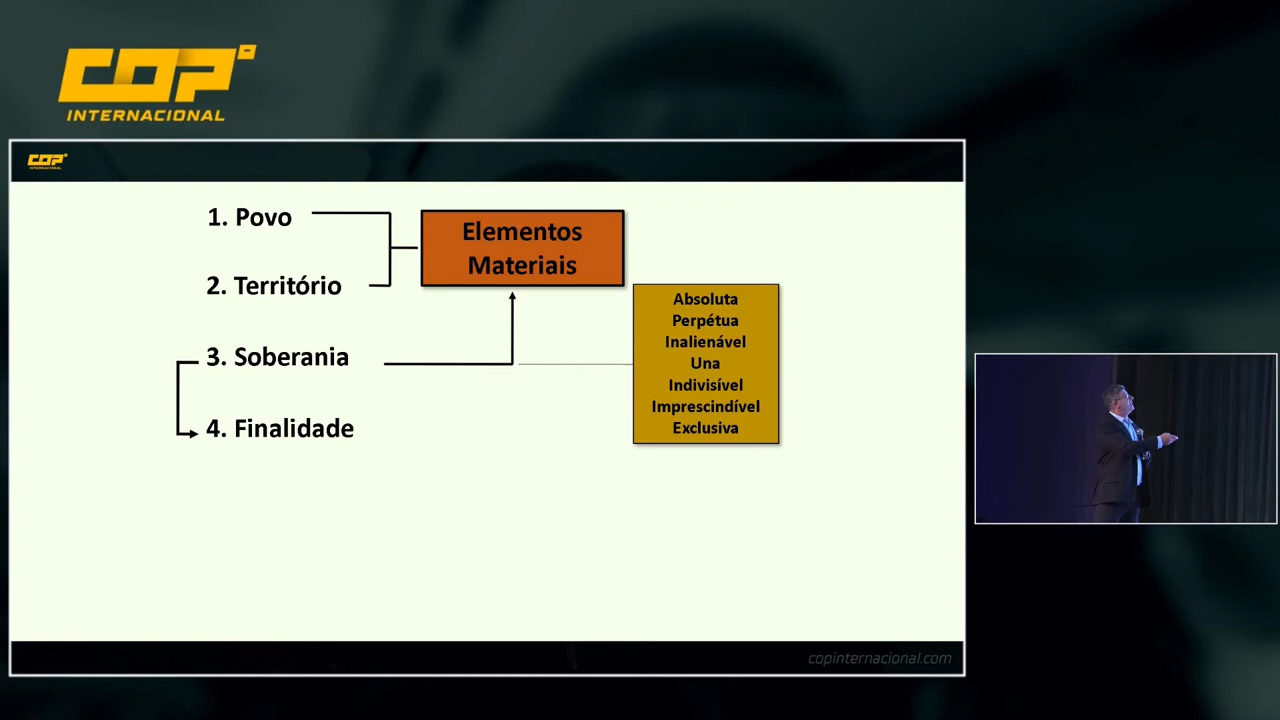 COP
INTERNACIONAL
COP
INTERNACIONAL
1. Povo
2. Território
3. Soberania
4. Finalidade
Elementos
Materiais
Absoluta
Perpétua
Inalienável
Una
Indivisível
Imprescindível
Exclusiva
copinternacional.com